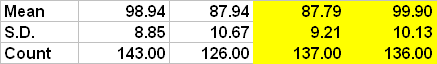 Mean 98.94 87.94 87.79 99.90
S.D. 8.85 10.67 9.21 10.13
Count 143.00 126.00 137.00 136.00